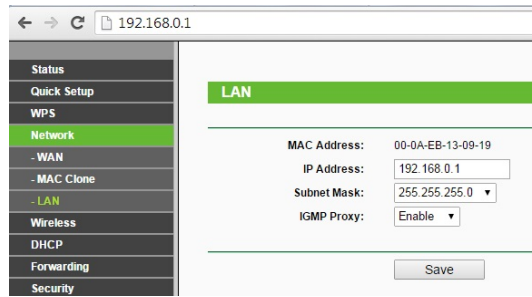 192.168.0.1
Status
Quick Setup
WPS
Network
- WAN
- MAC Clone
- LAN
Wireless
DHCP
Forwarding
Security
LAN
MAC Address: 00-0A-EB-13-09-19
IP Address: 192.168.0.1
Subnet Mask: 255.255.255.0
IGMP Proxy: Enable
Save